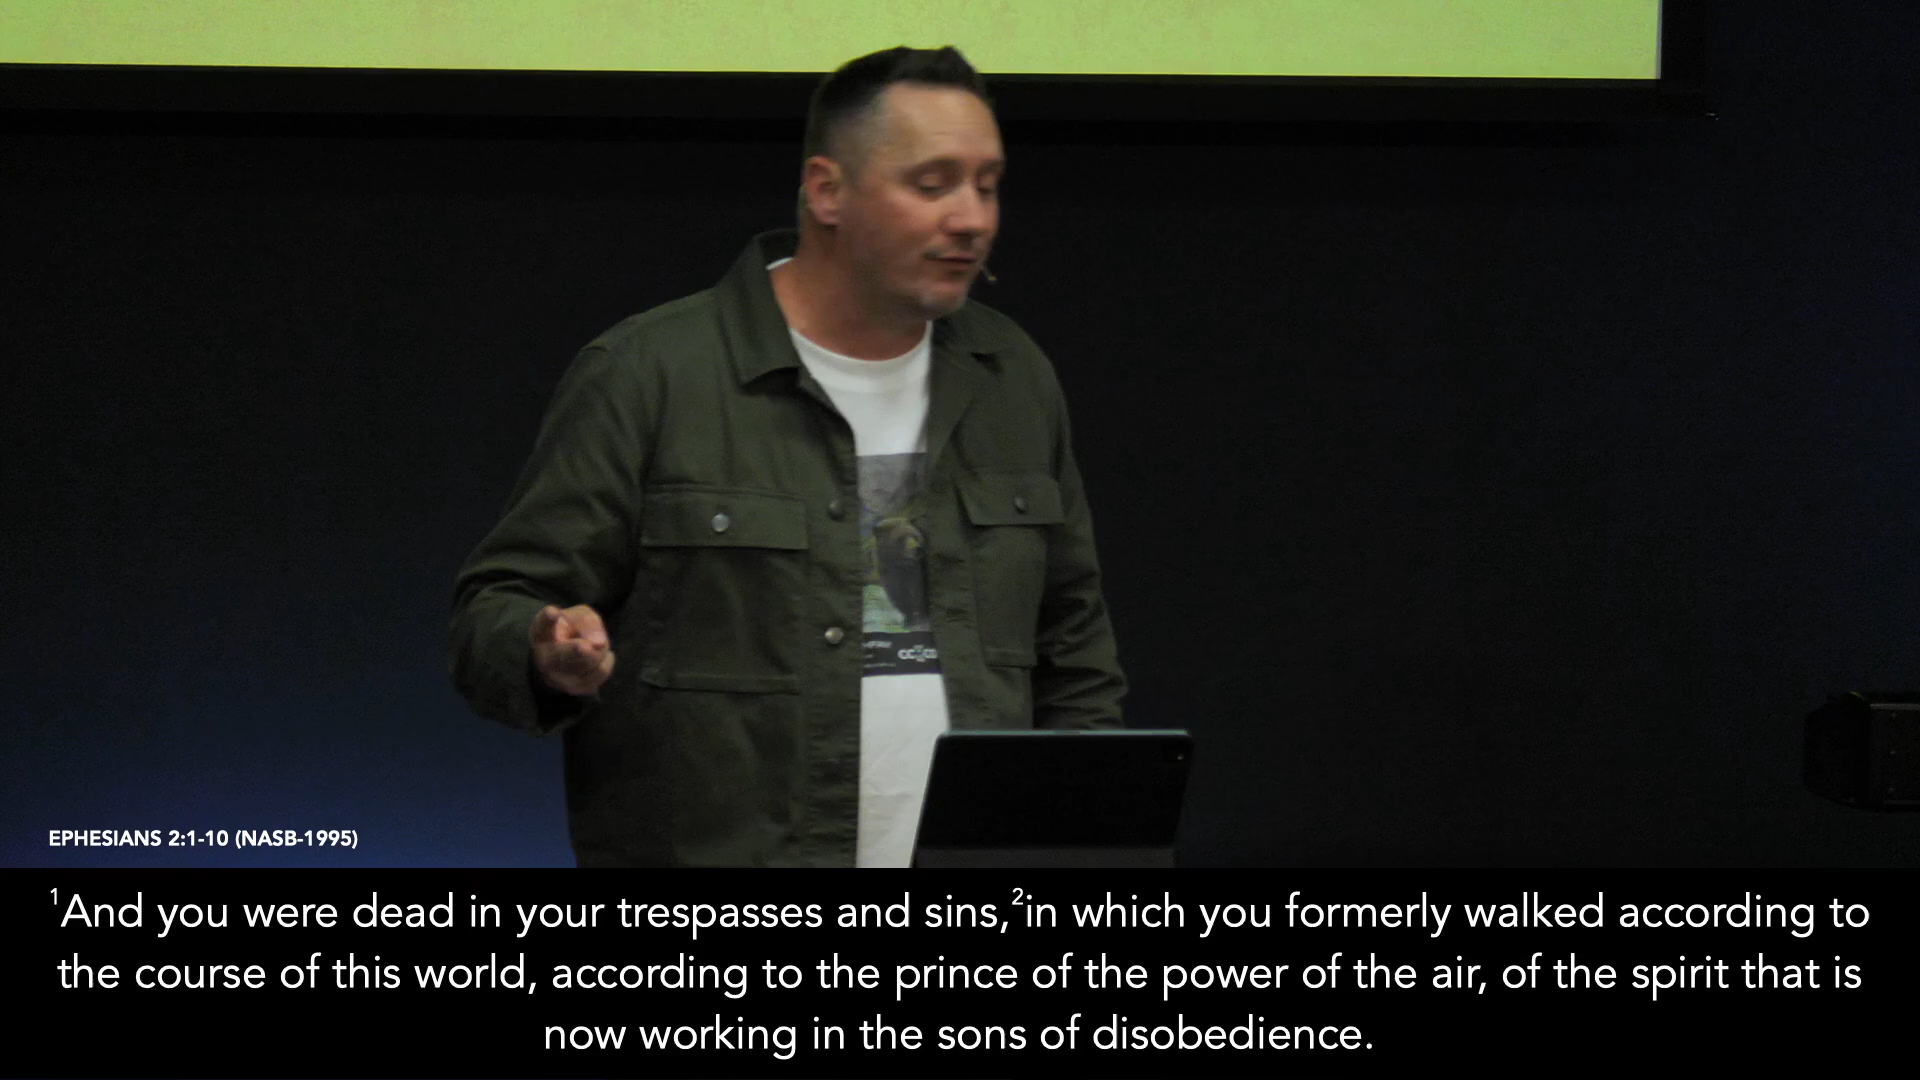 EPHESIANS 2:1-10 (NASB-1995)
¹And you were dead in your trespasses and sins,²in which you formerly walked according to
the course of this world, according to the prince of the power of the air, of the spirit that is
now working in the sons of disobedience.